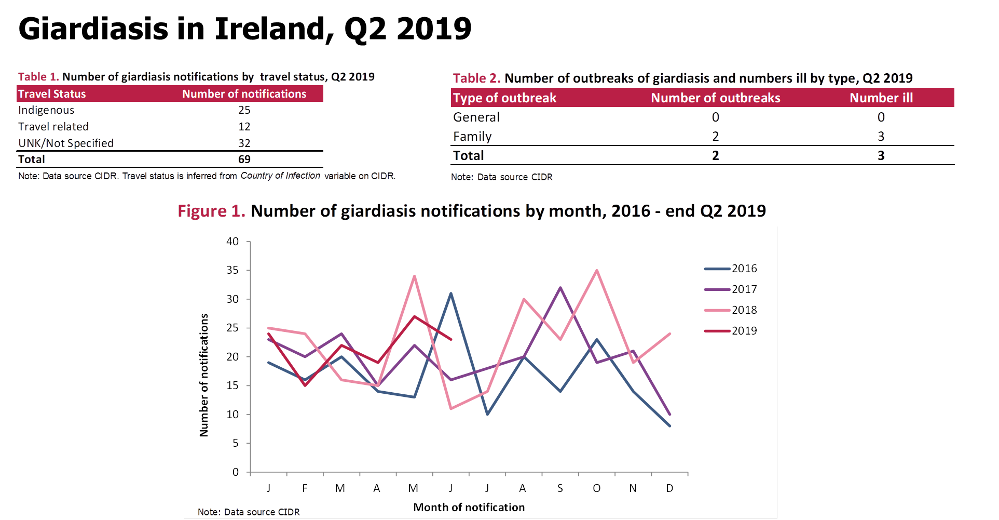 Giardiasis in Ireland, Q2 2019
Table 1. Number of giardiasis notifications by travel status, Q2 2019
Travel Status Number of notifications
Indigenous 25
Travel related 12
UNK/Not Specified 32
Total 69
Note: Data source CIDR. Travel status is inferred from Country of Infection variable on CIDR.
Table 2. Number of outbreaks of giardiasis and numbers ill by type, Q2 2019
Type of outbreak Number of outbreaks Number ill
General 0 0
Family 2 3
Total 2 3
Note: Data source CIDR
Figure 1. Number of giardiasis notifications by month, 2016 - end Q2 2019
Number of notifications
40
35
30
25
20
15
10
5
0
J F M A M J J A S O N D
Month of notification
2016
2017
2018
2019
Note: Data source CIDR